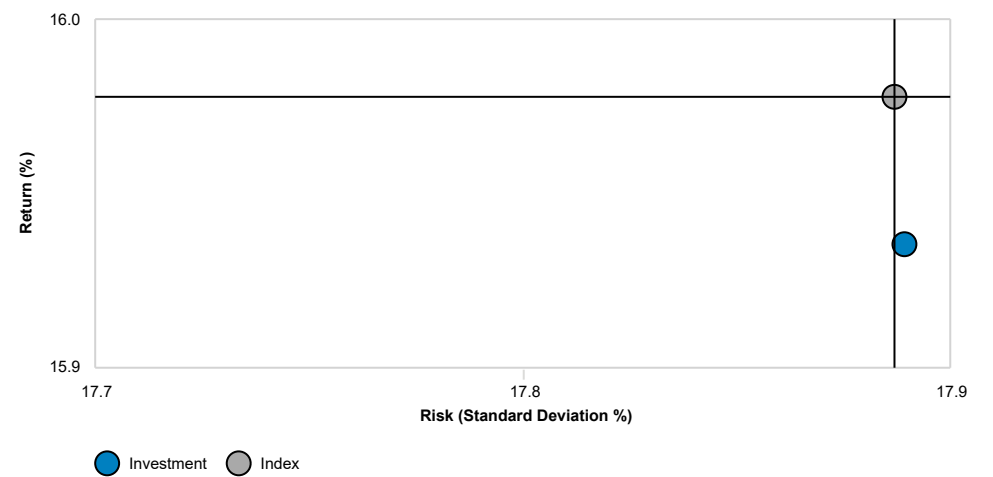 16.0
Return (%)
15.9
17.7 17.8 17.9
Risk (Standard Deviation %)
Investment Index